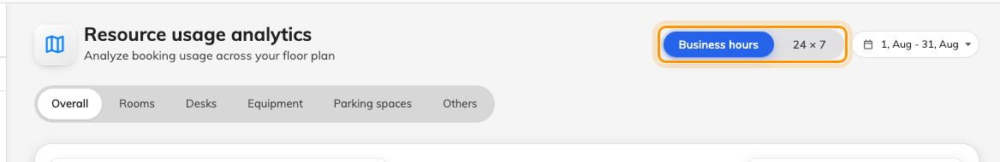 Resource usage analytics
Analyze booking usage across your floor plan
Business hours 24 × 7 1, Aug - 31, Aug
Overall Rooms Desks Equipment Parking spaces Others